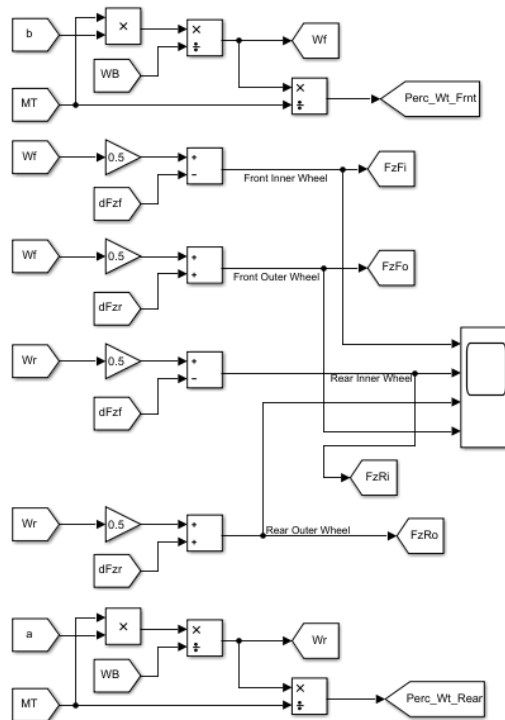 b
×
×
÷
Wf
WB
×
÷
MT
Perc_Wt_Frnt
Wf
0.5
+
−
FzFi
Front Inner Wheel
dFzf
Wf
0.5
+
+
FzFo
Front Outer Wheel
dFzr
Wr
0.5
+
−
Rear Inner Wheel
dFzf
FzRi
Wr
0.5
+
+
Rear Outer Wheel
FzRo
dFzr
a
×
×
÷
Wr
WB
×
÷
MT
Perc_Wt_Rear